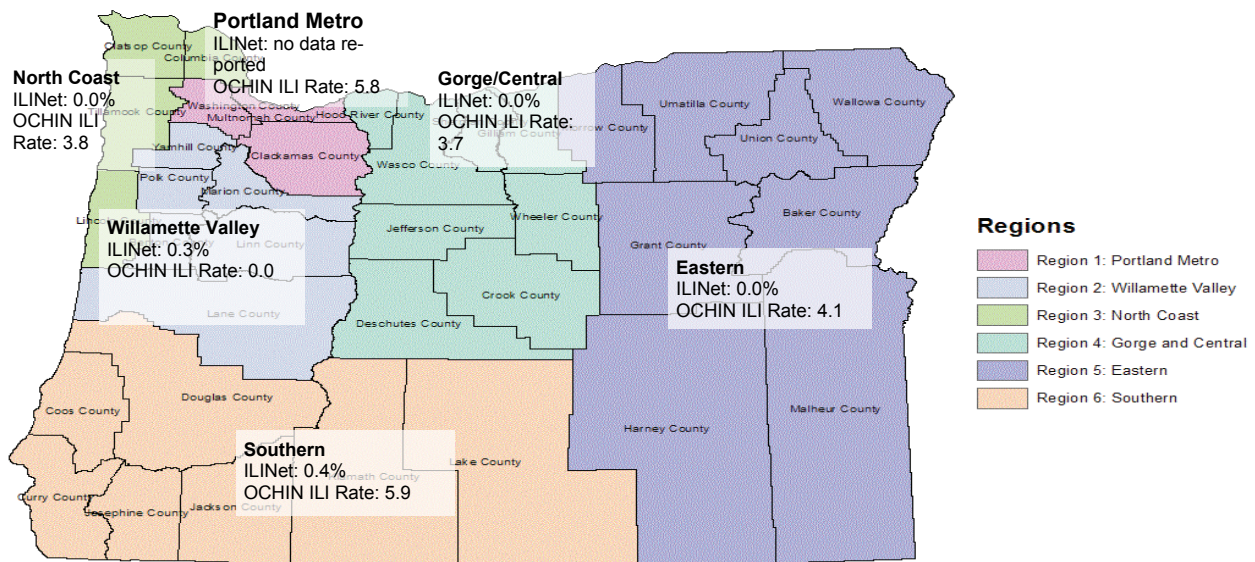 Portland Metro
ILINet: no data re-
ported
OCHIN ILI Rate: 5.8
North Coast
ILINet: 0.0%
OCHIN ILI
Rate: 3.8
Gorge/Central
ILINet: 0.0%
OCHIN ILI Rate:
3.7
Clatsop County
Columbia County
Tillamook County
Washington County
Multnomah County
Hood River County
Gilliam County
Morrow County
Umatilla County
Wallowa County
Union County
Yamhill County
Clackamas County
Wasco County
Polk County
Marion County
Baker County
Lincoln County
Wheeler County
Jefferson County
Linn County
Grant County
Willamette Valley
ILINet: 0.3%
OCHIN ILI Rate: 0.0
Eastern
ILINet: 0.0%
OCHIN ILI Rate: 4.1
Crook County
Lane County
Deschutes County
Douglas County
Coos County
Malheur County
Harney County
Southern
ILINet: 0.4%
OCHIN ILI Rate: 5.9
Lake County
Klamath County
Curry County
Josephine County
Jackson County
Regions
Region 1: Portland Metro
Region 2: Willamette Valley
Region 3: North Coast
Region 4: Gorge and Central
Region 5: Eastern
Region 6: Southern